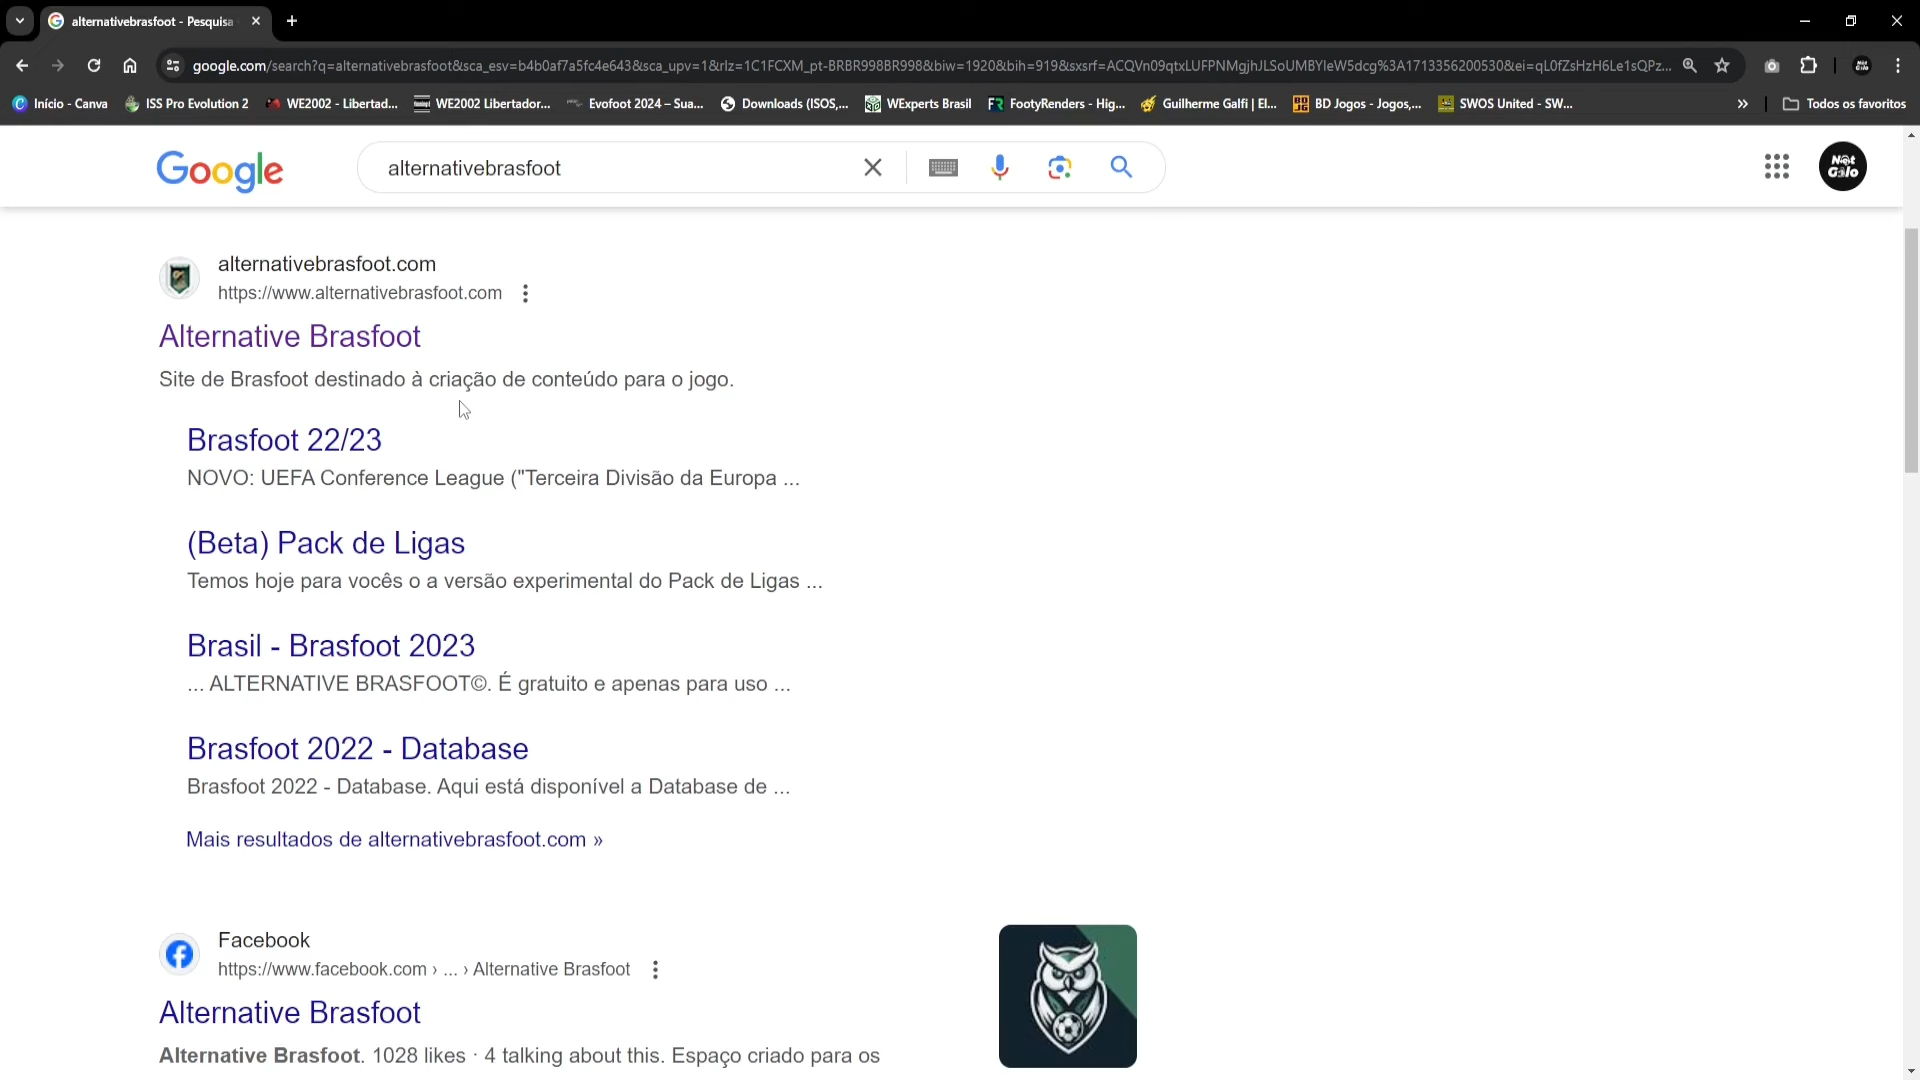 alternativebrasfoot - Pesquisa
google.com/search?q=alternativebrasfoot&sca_esv=b4b0af7a5fc4e643&sca_upv=1&rlz=1C1FCXM_pt-BRBR998BR998&biw=1920&bih=919&sxsrf=ACQVn09qtxLUFPNMgjhJLSoUMBYIeW5dcg%3A1713356200530&ei=qL0fZsHzH6Le1sQPz...
Início - Canva ISS Pro Evolution 2 WE2002 - Libertad... WE2002 Libertador... Evofoot 2024 – Sua... Downloads (ISOS,... WExperts Brasil FootyRenders - Hig... Guilherme Galfi | El... BD Jogos - Jogos,... SWOS United - SW... » Todos os favoritos
Google alternativebrasfoot Not Galo
alternativebrasfoot.com
https://www.alternativebrasfoot.com
Alternative Brasfoot
Site de Brasfoot destinado à criação de conteúdo para o jogo.
Brasfoot 22/23
NOVO: UEFA Conference League ("Terceira Divisão da Europa ...
(Beta) Pack de Ligas
Temos hoje para vocês o a versão experimental do Pack de Ligas ...
Brasil - Brasfoot 2023
... ALTERNATIVE BRASFOOT©. É gratuito e apenas para uso ...
Brasfoot 2022 - Database
Brasfoot 2022 - Database. Aqui está disponível a Database de ...
Mais resultados de alternativebrasfoot.com »
Facebook
https://www.facebook.com › ... › Alternative Brasfoot
Alternative Brasfoot
Alternative Brasfoot. 1028 likes · 4 talking about this. Espaço criado para os